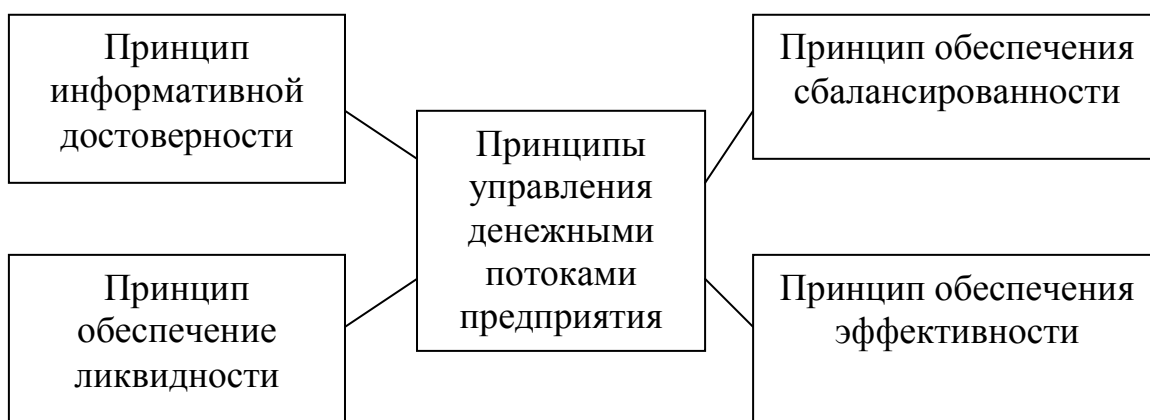 Принцип
информативной
достоверности
Принцип обеспечения
сбалансированности
Принципы
управления
денежными
потоками
предприятия
Принцип
обеспечение
ликвидности
Принцип обеспечения
эффективности